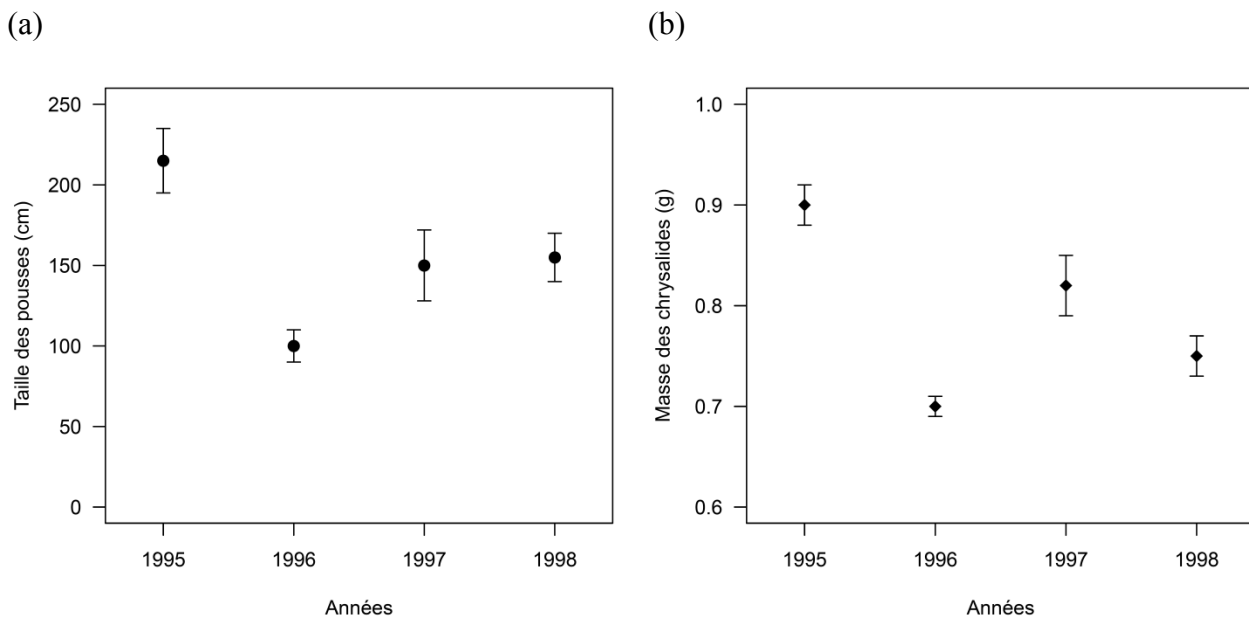 (a)
(b)
Taille des pousses (cm)
250
200
150
100
50
0
1995 1996 1997 1998
Années
Masse des chrysalides (g)
1.0
0.9
0.8
0.7
0.6
1995 1996 1997 1998
Années